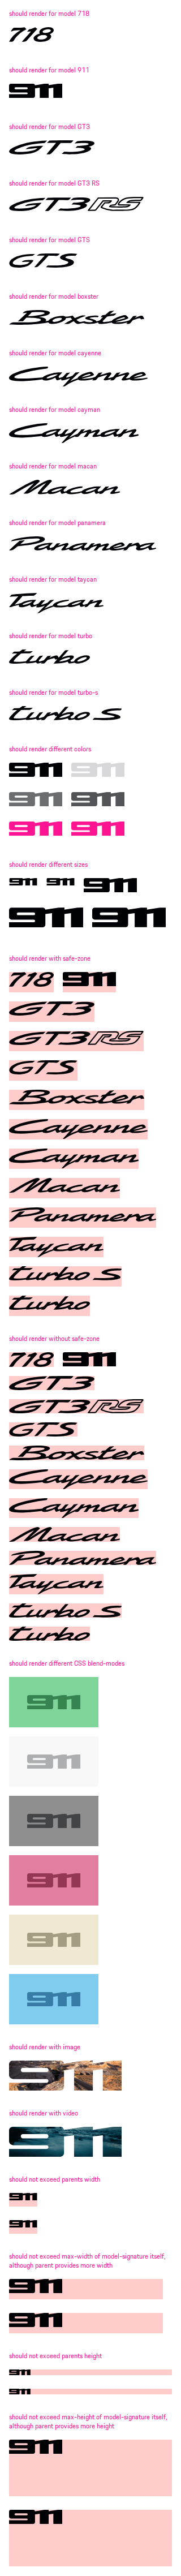 should render for model 718
718
should render for model 911
911
should render for model GT3
GT3
should render for model GT3 RS
GT3RS
should render for model GTS
GTS
should render for model boxster
Boxster
should render for model cayenne
Cayenne
should render for model cayman
Cayman
should render for model macan
Macan
should render for model panamera
Panamera
should render for model taycan
Taycan
should render for model turbo
turbo
should render for model turbo-s
turbo S
should render different colors
911 911
911 911
911 911
should render different sizes
911 911 911
911 911
should render with safe-zone
718 911
GT3
GT3RS
GTS
Boxster
Cayenne
Cayman
Macan
Panamera
Taycan
turbo S
turbo
should render without safe-zone
718 911
GT3
GT3RS
GTS
Boxster
Cayenne
Cayman
Macan
Panamera
Taycan
turbo S
turbo
should render different CSS blend-modes
911
911
911
911
911
911
should render with image
911
should render with video
911
should not exceed parents width
911
911
should not exceed max-width of model-signature itself,
although parent provides more width
911
911
should not exceed parents height
911
911
should not exceed max-height of model-signature itself,
although parent provides more height
911
911